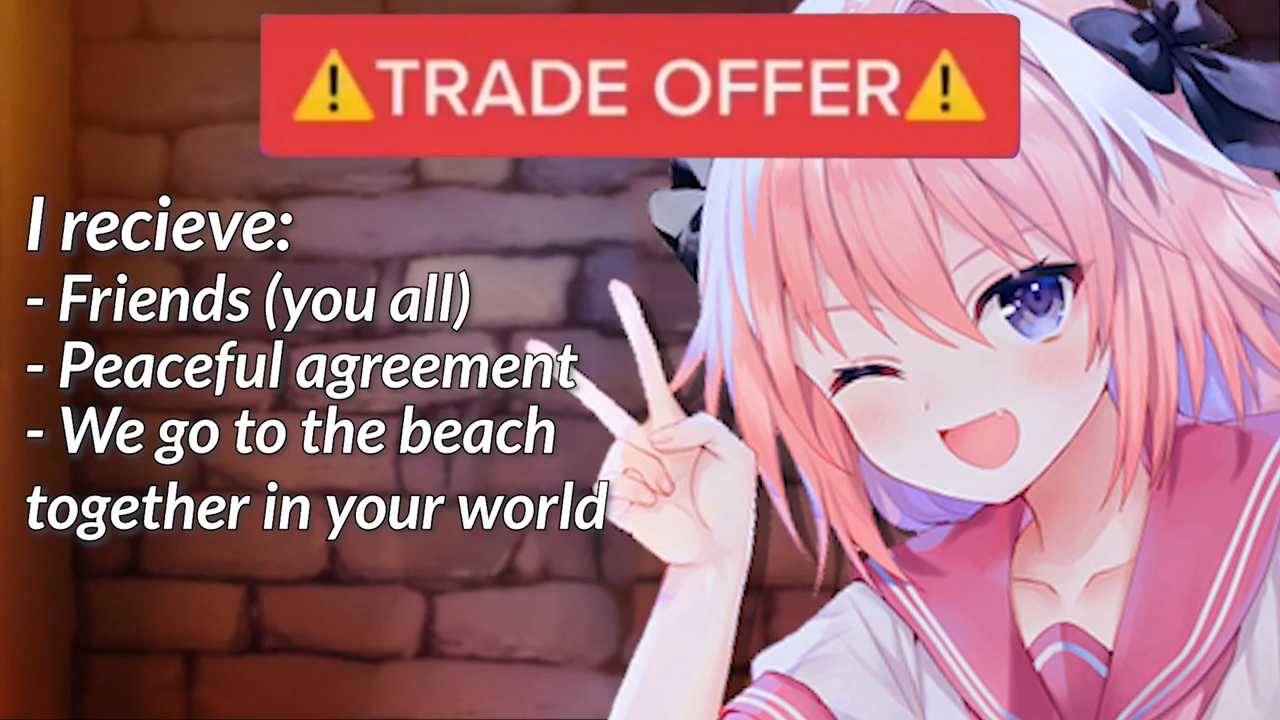 ⚠️TRADE OFFER⚠️
I recieve:
- Friends (you all)
- Peaceful agreement
- We go to the beach
together in your world